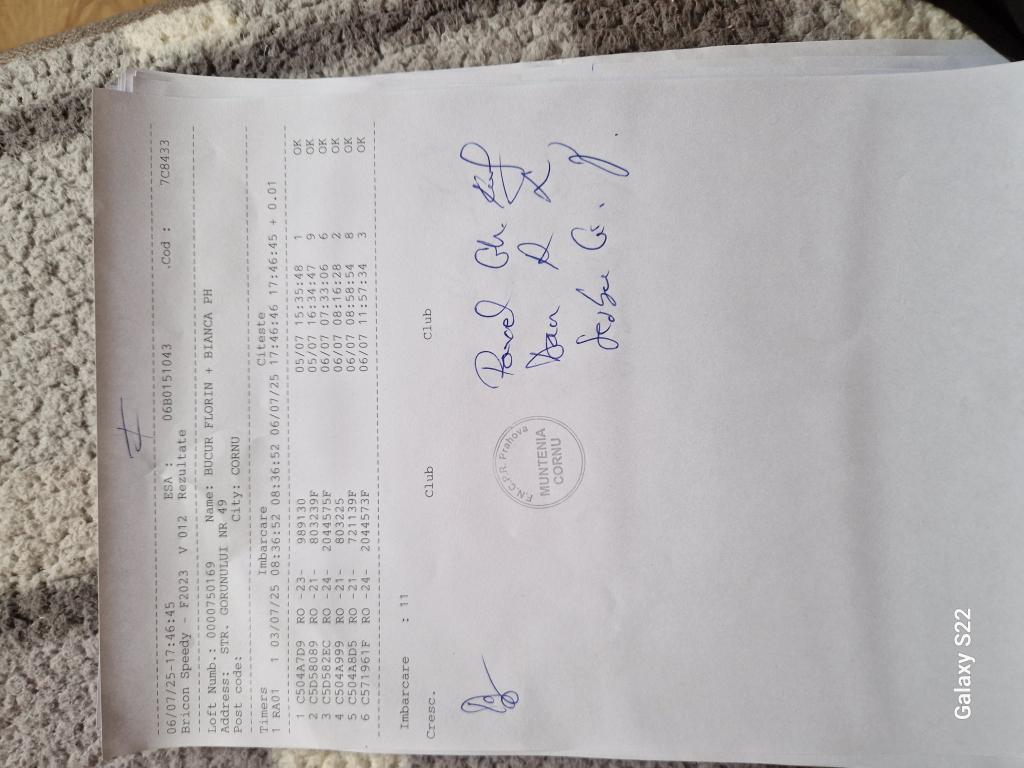 06/07/25-17:46:45 ESA : 06B0151043 .Cod : 7C8433
Bricon Speedy - F2023 V 012 Rezultate
Loft Numb.: 0000750169 Name: BUCUR FLORIN + BIANCA PH
Address: STR. GORUNULUI NR 49
Post code: City: CORNU
Timers Imbarcare Citeste
1 RA01 1 03/07/25 08:36:52 08:36:52 06/07/25 17:46:46 17:46:45 + 0.01
1 C504A7D9 RO -23- 989130 05/07 15:35:48 1 OK
2 C5D58089 RO -21- 803239F 05/07 16:34:47 9 OK
3 C5D582EC RO -24- 2044575F 06/07 07:33:06 6 OK
4 C504A999 RO -21- 803225 06/07 08:16:28 2 OK
5 C504A8D5 RO -21- 721139F 06/07 08:58:54 8 OK
6 C571961F RO -24- 2044573F 06/07 11:57:34 3 OK
Imbarcare : 11
Cresc. Club Club
F.N.C.P.R. Prahova
MUNTENIA
CORNU
Galaxy S22